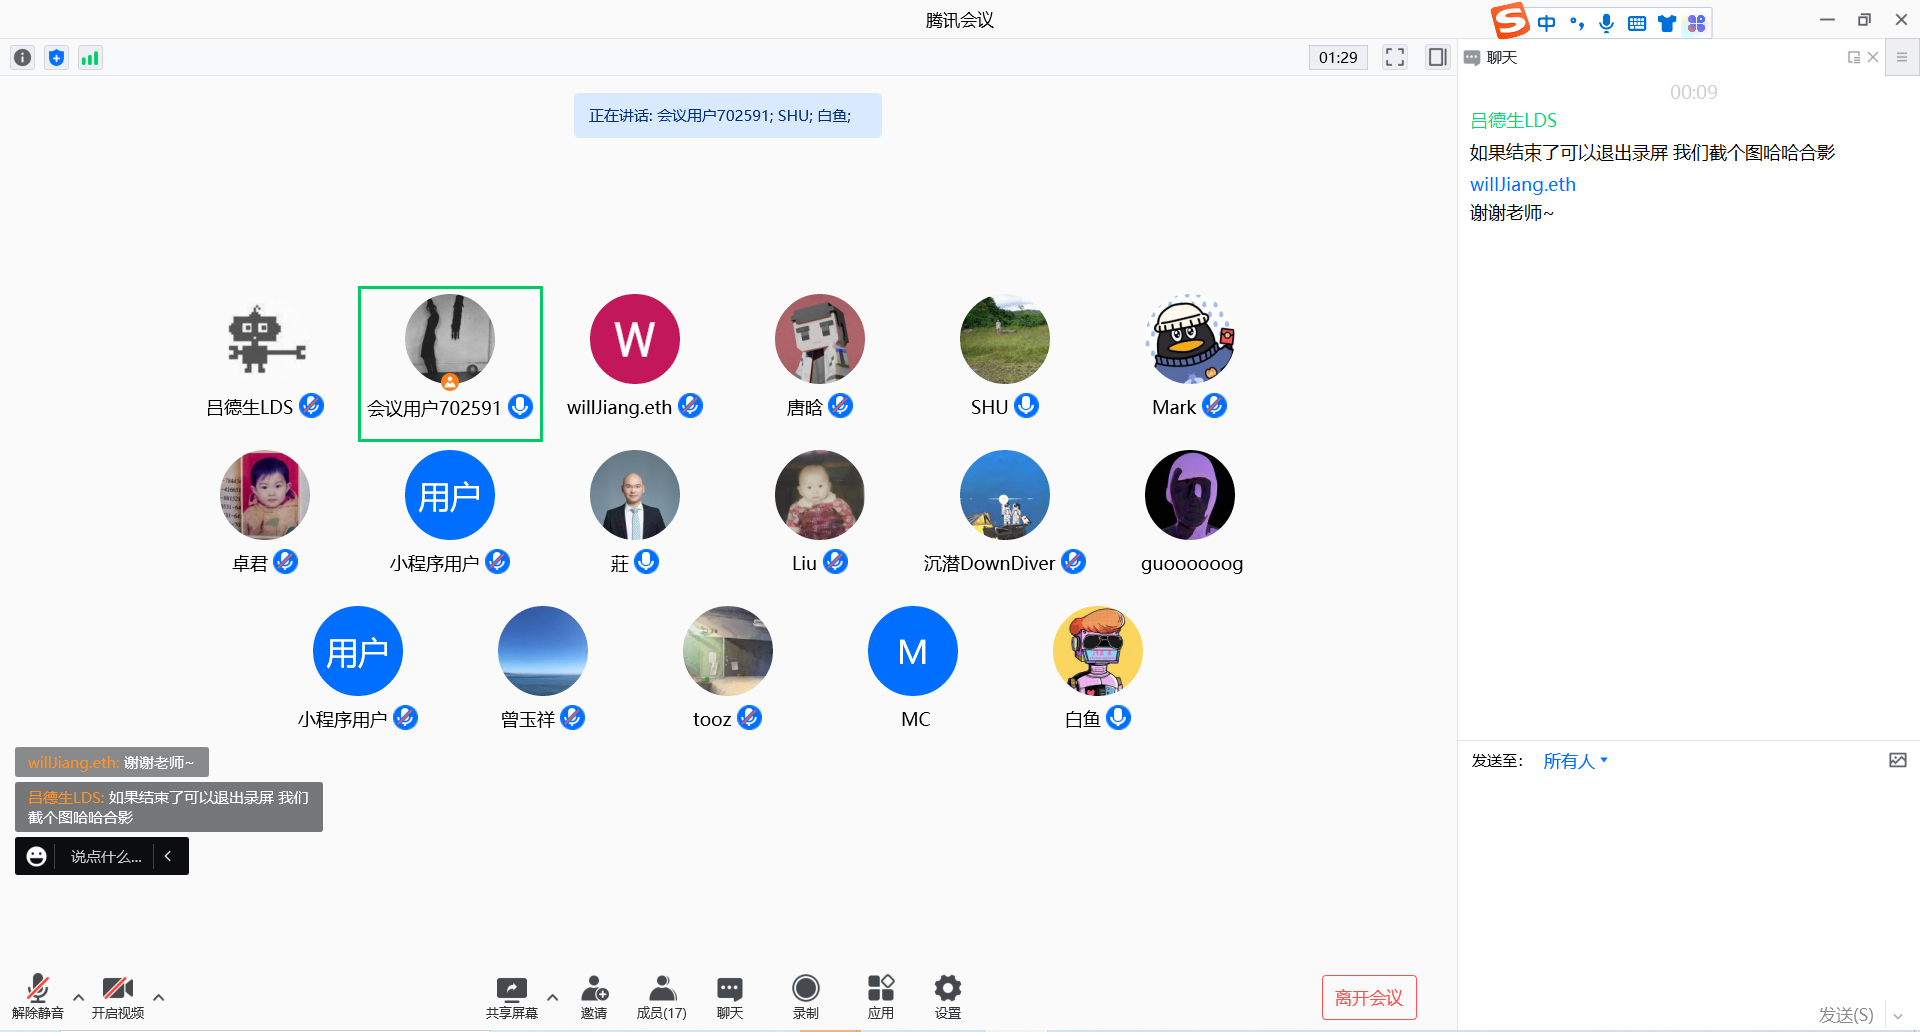 腾讯会议
中
01:29
聊天
正在讲话: 会议用户702591; SHU; 白鱼;
00:09
吕德生LDS
如果结束了可以退出录屏 我们截个图哈哈合影
willJiang.eth
谢谢老师~
W
吕德生LDS
会议用户702591
willJiang.eth
唐晗
SHU
Mark
用户
卓君
小程序用户
莊
Liu
沉潜DownDiver
guoooooog
用户
M
小程序用户
曾玉祥
tooz
MC
白鱼
willJiang.eth: 谢谢老师~
吕德生LDS: 如果结束了可以退出录屏 我们
截个图哈哈合影
说点什么...
发送至:
所有人
解除静音
开启视频
共享屏幕
邀请
成员(17)
聊天
录制
应用
设置
离开会议
发送(S)